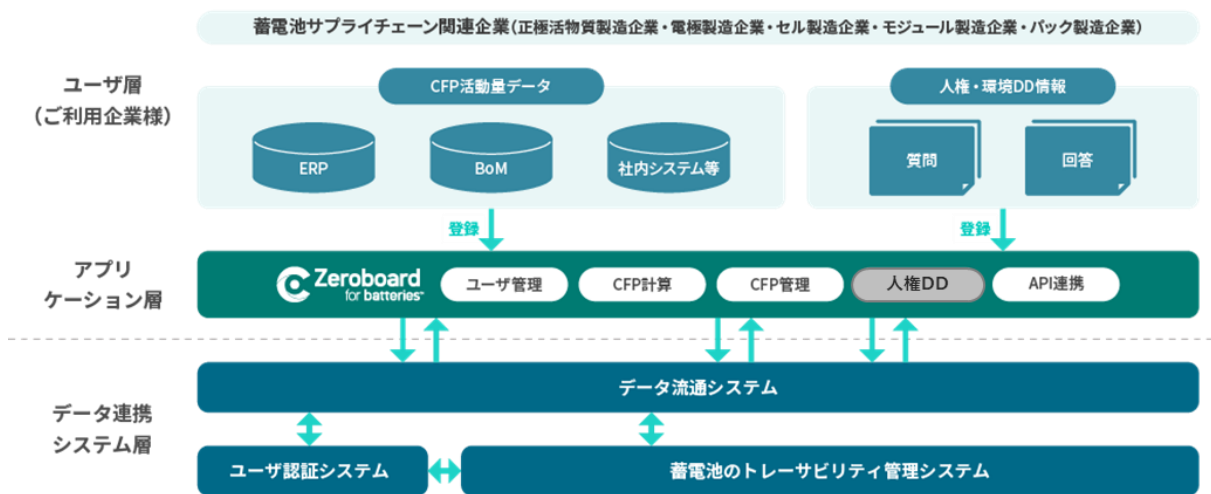 蓄電池サプライチェーン関連企業(正極活物質製造企業・電極製造企業・セル製造企業・モジュール製造企業・パック製造企業)
ユーザ層
(ご利用企業様)
CFP活動量データ
人権・環境DD情報
ERP
BoM
社内システム等
質問
回答
登録
登録
アプリ
ケーション層
Zeroboard
for batteries™
ユーザ管理
CFP計算
CFP管理
人権DD
API連携
データ連携
システム層
データ流通システム
ユーザ認証システム
蓄電池のトレーサビリティ管理システム